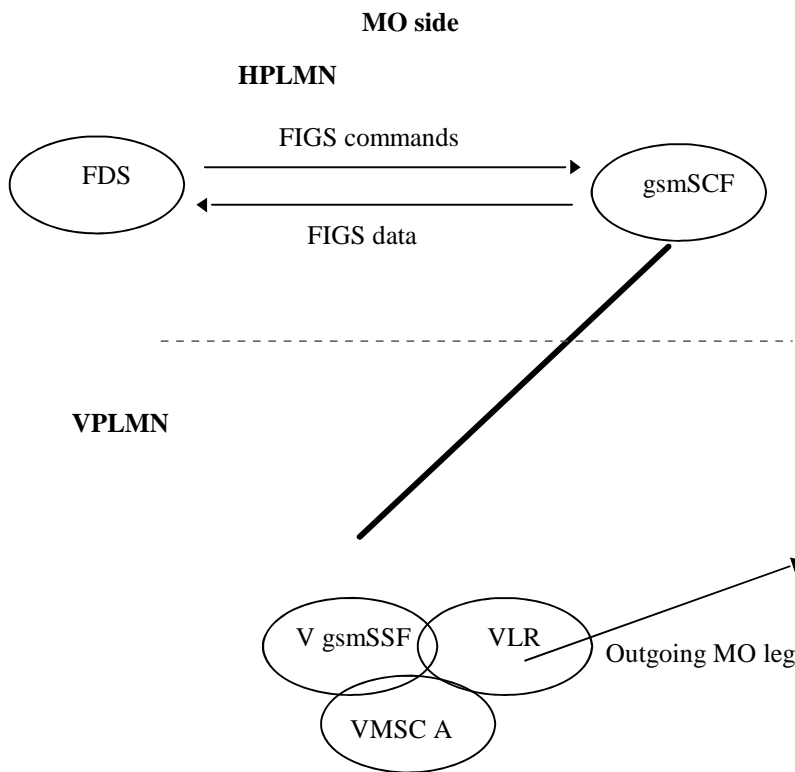 MO side
HPLMN
FIGS commands
FDS
gsmSCF
FIGS data
VPLMN
V gsmSSF
VLR
Outgoing MO leg
VMSC A